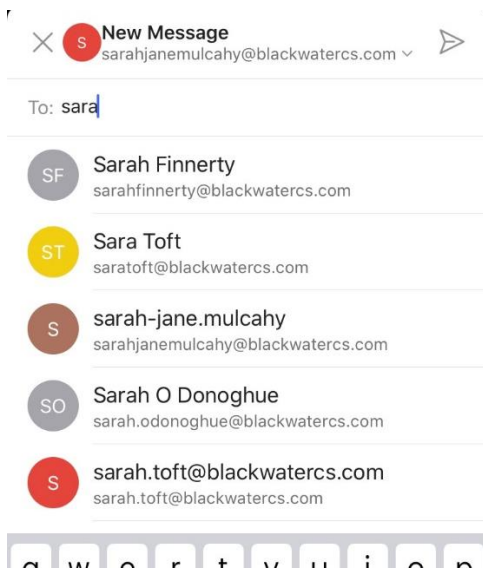 New Message
S
sarahjanemulcahy@blackwatercs.com
To: sara
SF
Sarah Finnerty
sarahfinnerty@blackwatercs.com
ST
Sara Toft
saratoft@blackwatercs.com
S
sarah-jane.mulcahy
sarahjanemulcahy@blackwatercs.com
SO
Sarah O Donoghue
sarah.odonoghue@blackwatercs.com
S
sarah.toft@blackwatercs.com
sarah.toft@blackwatercs.com
q w e r t y u i o p